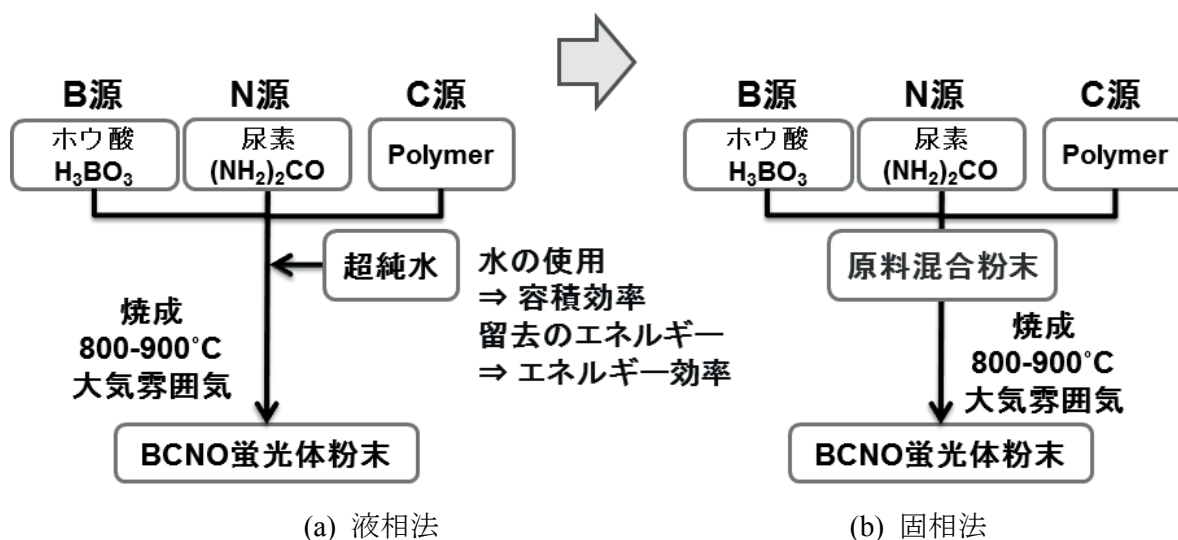 B源
N源
C源
ホウ酸
H₃BO₃
尿素
(NH₂)₂CO
Polymer
超純水
水の使用
⇒ 容積効率
留去のエネルギー
⇒ エネルギー効率
焼成
800-900°C
大気雰囲気
BCNO蛍光体粉末
(a) 液相法
B源
N源
C源
ホウ酸
H₃BO₃
尿素
(NH₂)₂CO
Polymer
原料混合粉末
焼成
800-900°C
大気雰囲気
BCNO蛍光体粉末
(b) 固相法